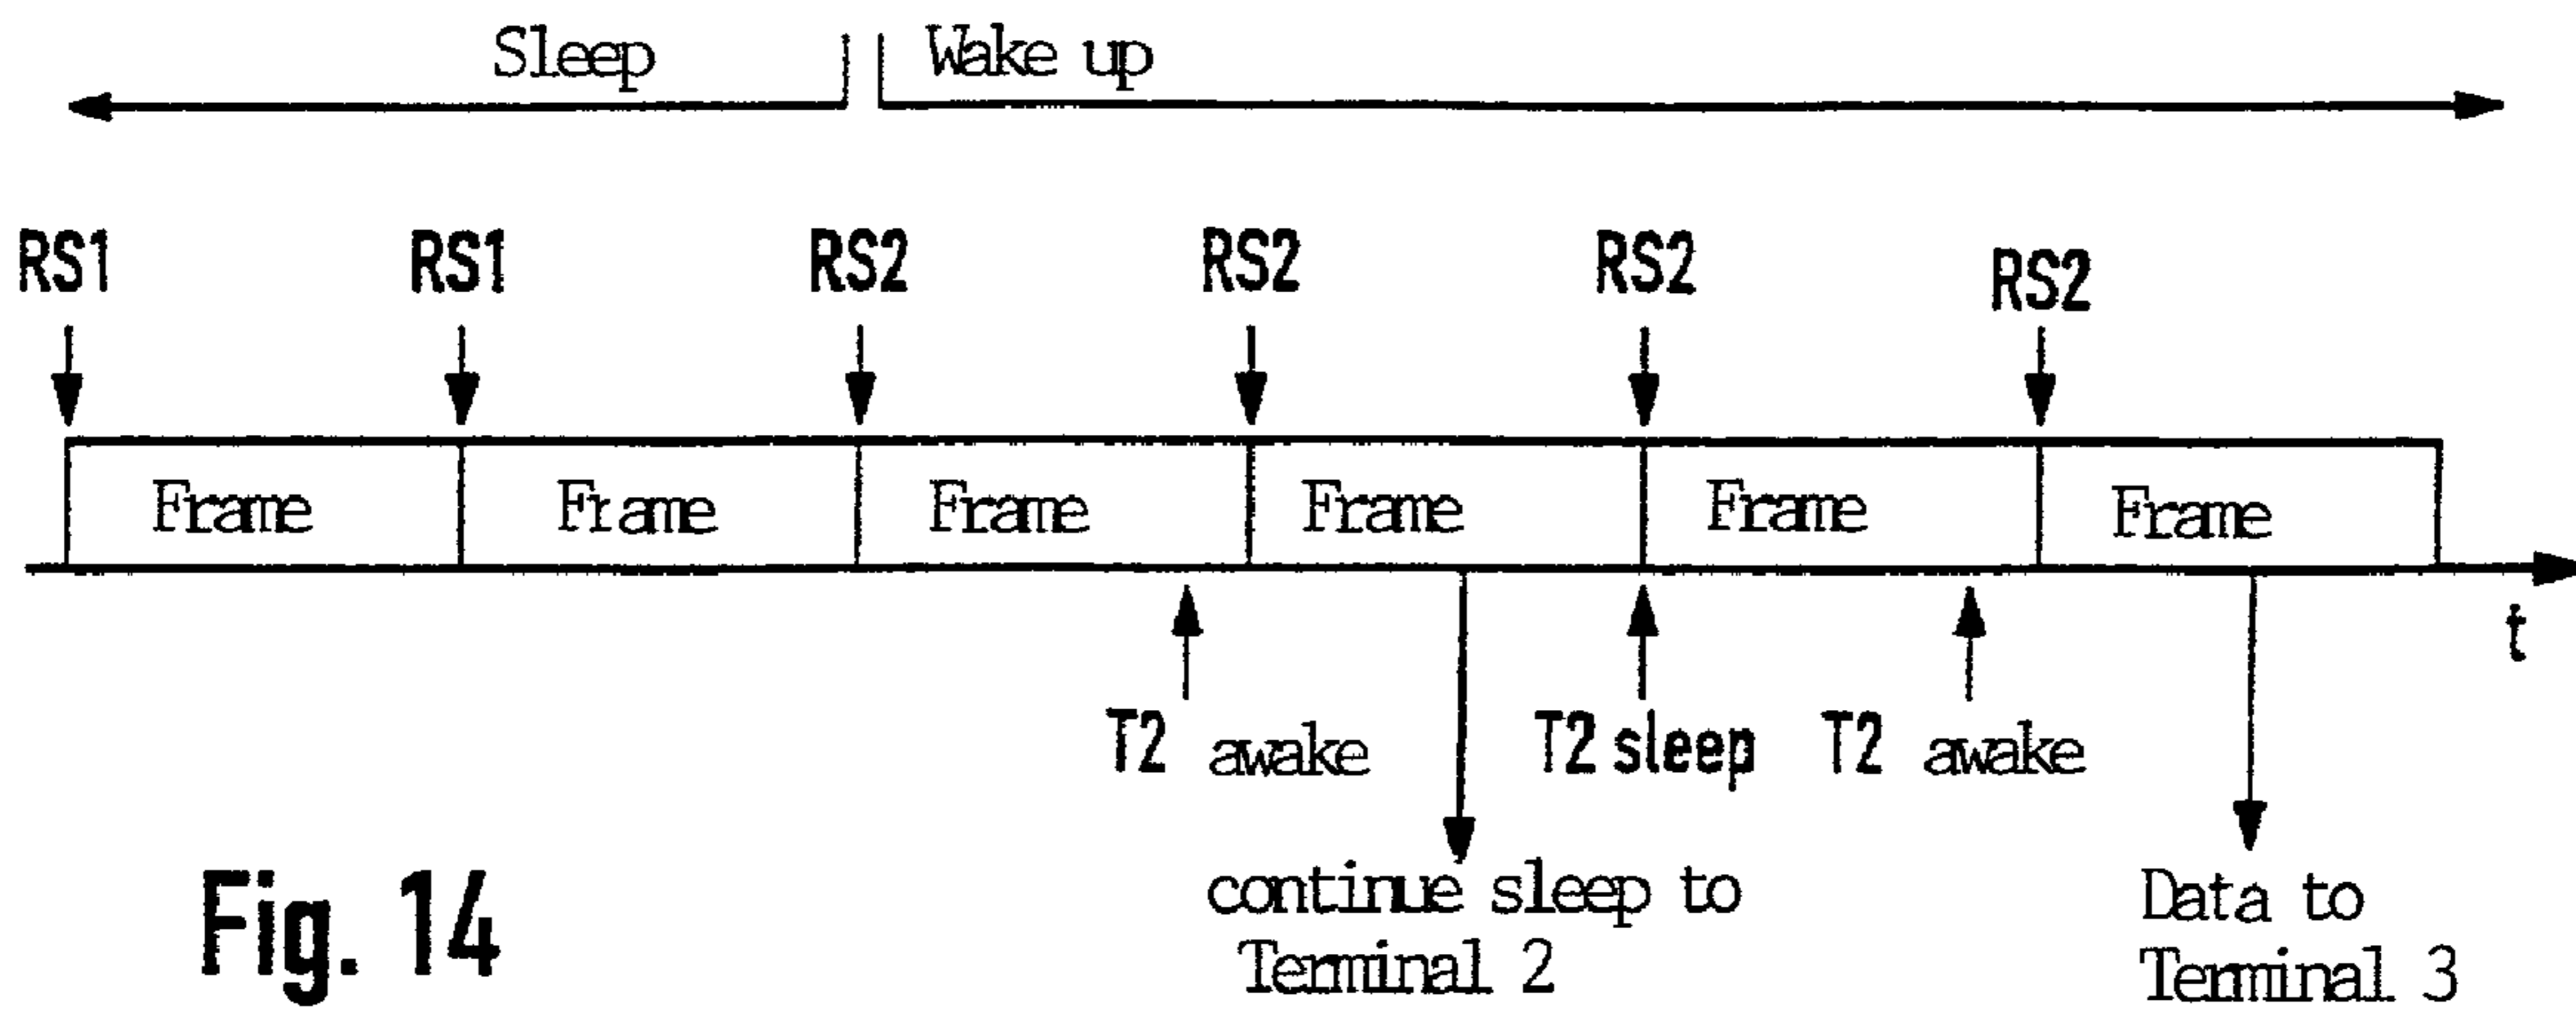 Sleep Wake up
RS1 RS1 RS2 RS2 RS2 RS2
Frame Frame Frame Frame Frame Frame
t
T2 awake T2 sleep T2 awake
continue sleep to
Terminal 2
Data to
Terminal 3
Fig. 14